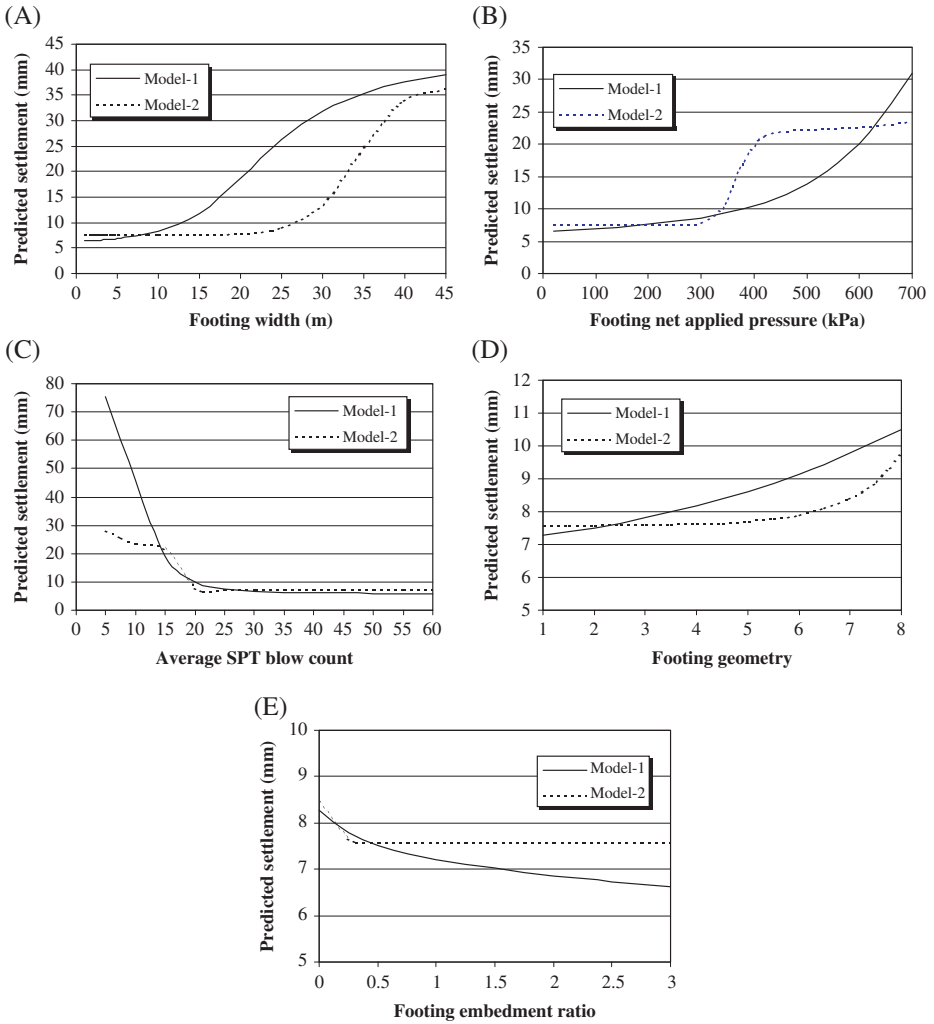 (A)
Predicted settlement (mm)
45
40
35
30
25
20
15
10
5
0
Model-1
Model-2
0 5 10 15 20 25 30 35 40 45
Footing width (m)
(B)
Predicted settlement (mm)
35
30
25
20
15
10
5
0
Model-1
Model-2
0 100 200 300 400 500 600 700
Footing net applied pressure (kPa)
(C)
Predicted settlement (mm)
80
70
60
50
40
30
20
10
0
Model-1
Model-2
0 5 10 15 20 25 30 35 40 45 50 55 60
Average SPT blow count
(D)
Predicted settlement (mm)
12
11
10
9
8
7
6
5
Model-1
Model-2
1 2 3 4 5 6 7 8
Footing geometry
(E)
Predicted settlement (mm)
10
9
8
7
6
5
Model-1
Model-2
0 0.5 1 1.5 2 2.5 3
Footing embedment ratio